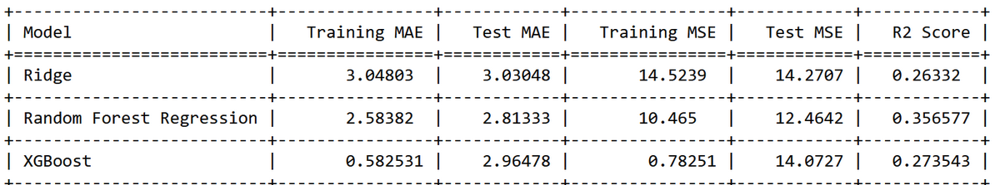 +---------------------------+----------------+------------+----------------+------------+------------+
| Model                     |   Training MAE |   Test MAE |   Training MSE |   Test MSE |   R2 Score |
+===========================+================+============+================+============+============+
| Ridge                     |       3.04803  |    3.03048 |       14.5239  |    14.2707 |   0.26332  |
+---------------------------+----------------+------------+----------------+------------+------------+
| Random Forest Regression  |       2.58382  |    2.81333 |       10.465   |    12.4642 |   0.356577 |
+---------------------------+----------------+------------+----------------+------------+------------+
| XGBoost                   |       0.582531 |    2.96478 |        0.78251 |    14.0727 |   0.273543 |
+---------------------------+----------------+------------+----------------+------------+------------+